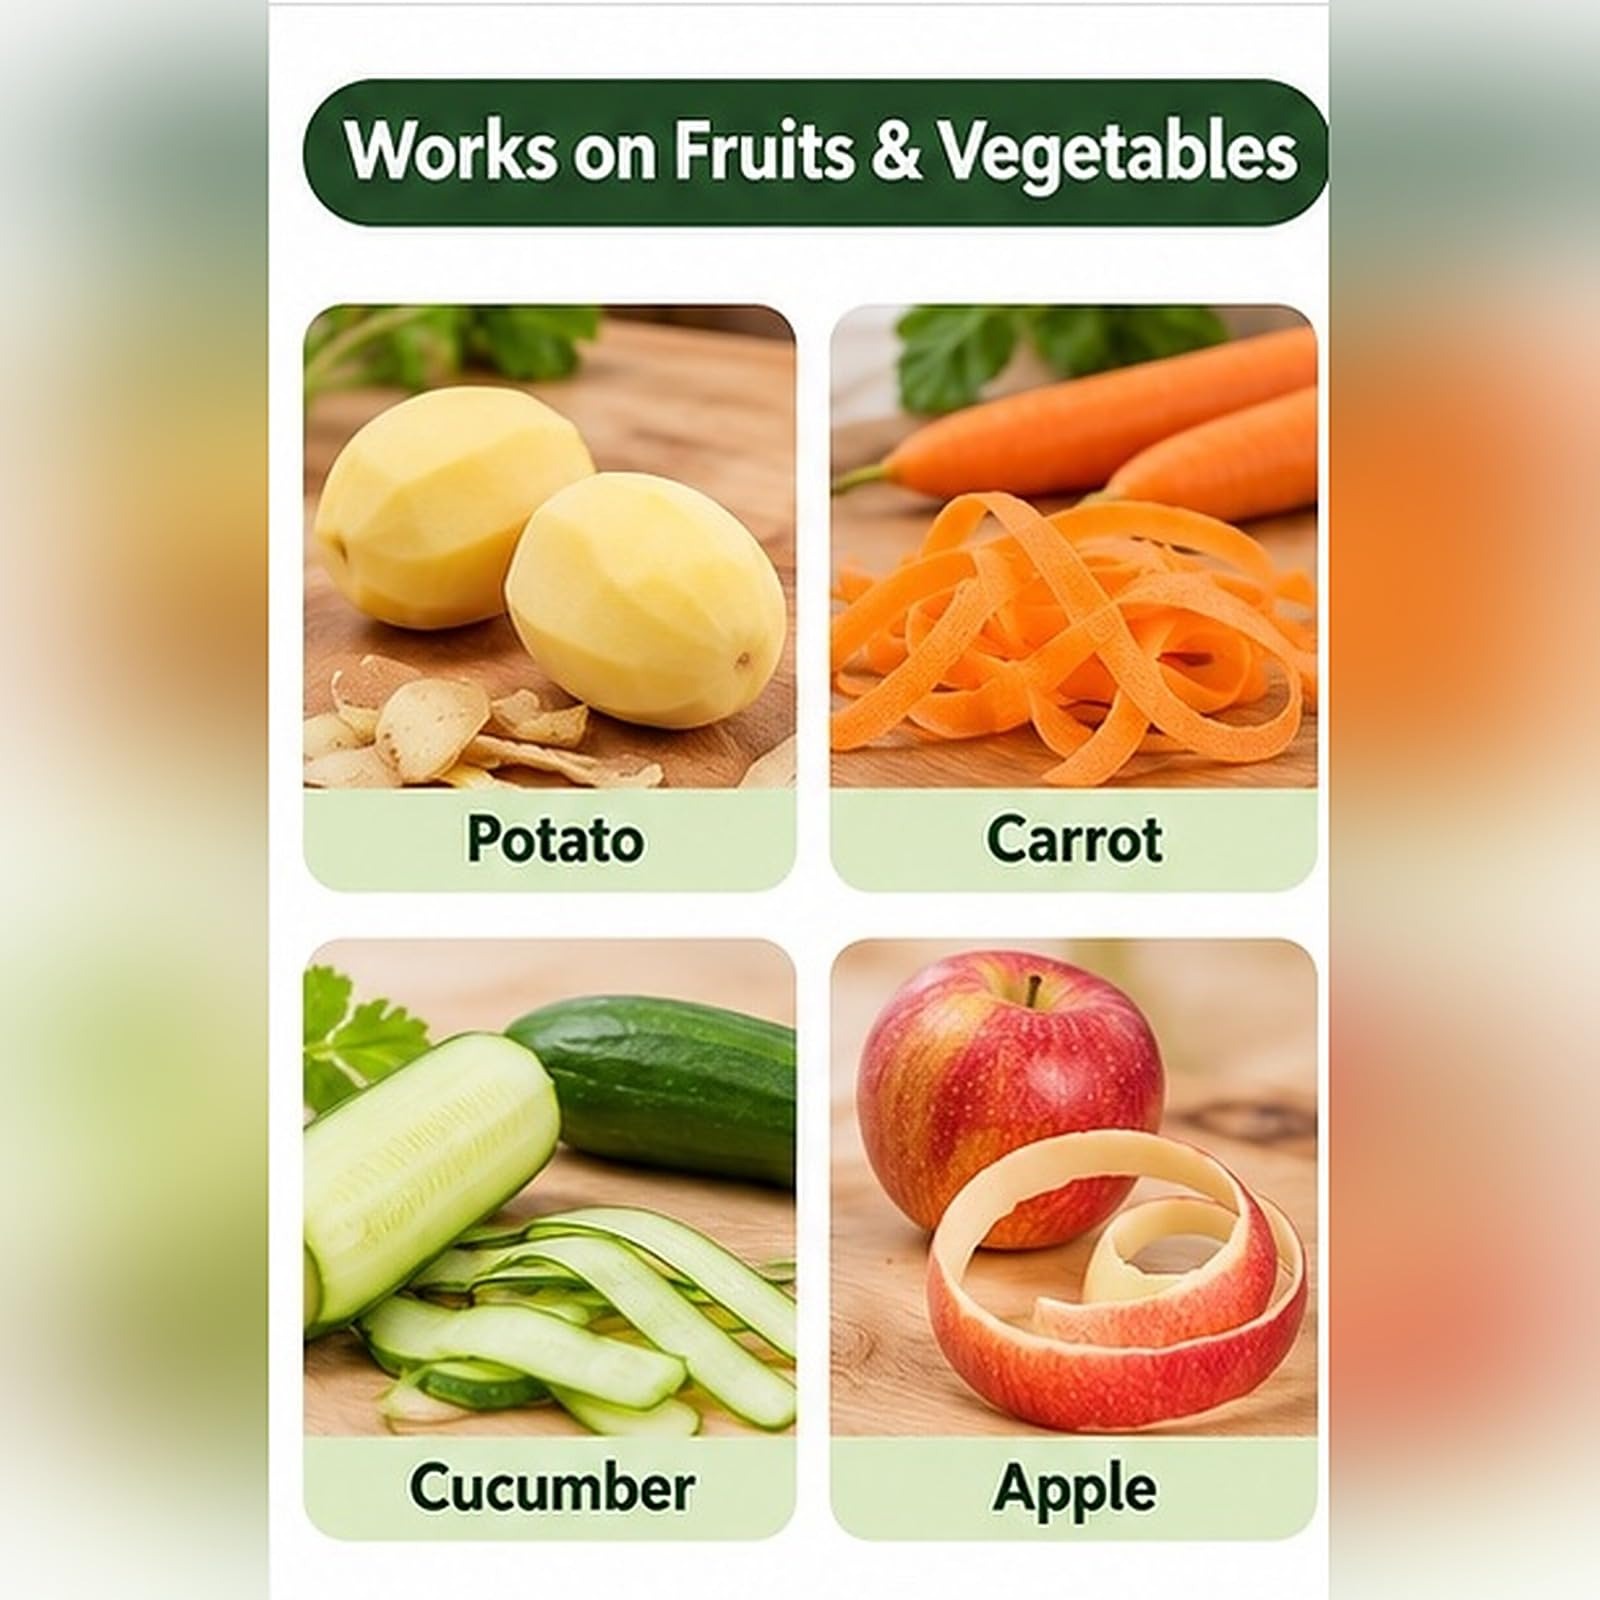 Works on Fruits & Vegetables
Potato
Carrot
Cucumber
Apple